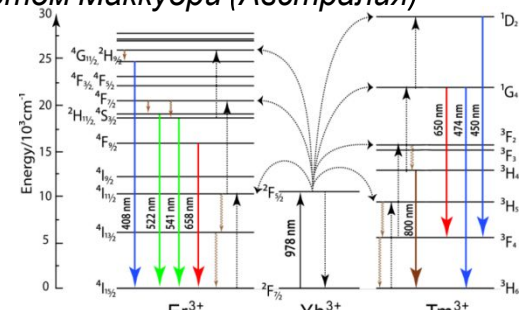 том Маккуори (Австралия)
30
25
20
15
10
5
0
Energy/10³cm⁻¹
⁴G₁₁/₂,²H₉/₂
⁴F₃/₂,⁴F₅/₂
⁴F₇/₂
²H₁₁/₂,⁴S₃/₂
⁴F₉/₂
⁴I₉/₂
⁴I₁₁/₂
⁴I₁₃/₂
⁴I₁₅/₂
408 nm
522 nm
541 nm
658 nm
²F₅/₂
978 nm
²F₇/₂
650 nm
474 nm
450 nm
800 nm
¹D₂
¹G₄
³F₂
³F₃
³H₄
³H₅
³F₄
³H₆
Er³⁺
Yb³⁺
Tm³⁺